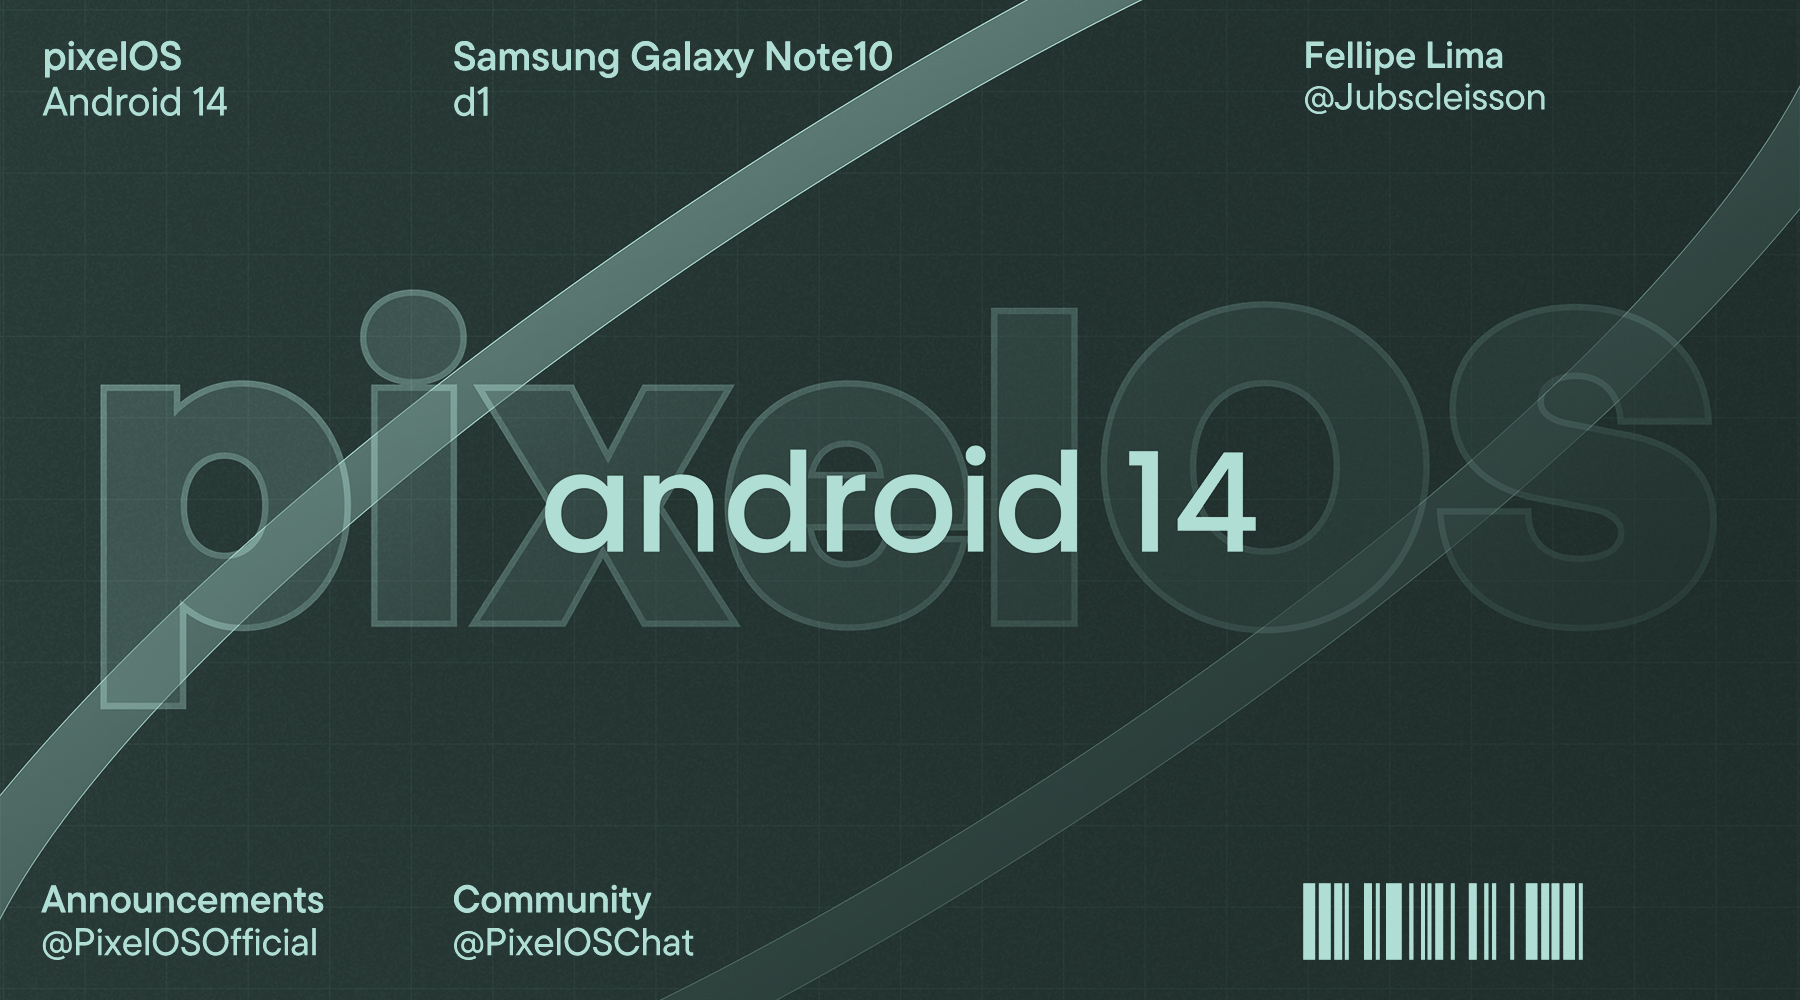 pixelOS
Android 14
Samsung Galaxy Note10
d1
Fellipe Lima
@Jubscleisson
pixelOS
android 14
Announcements
@PixelOSOfficial
Community
@PixelOSChat